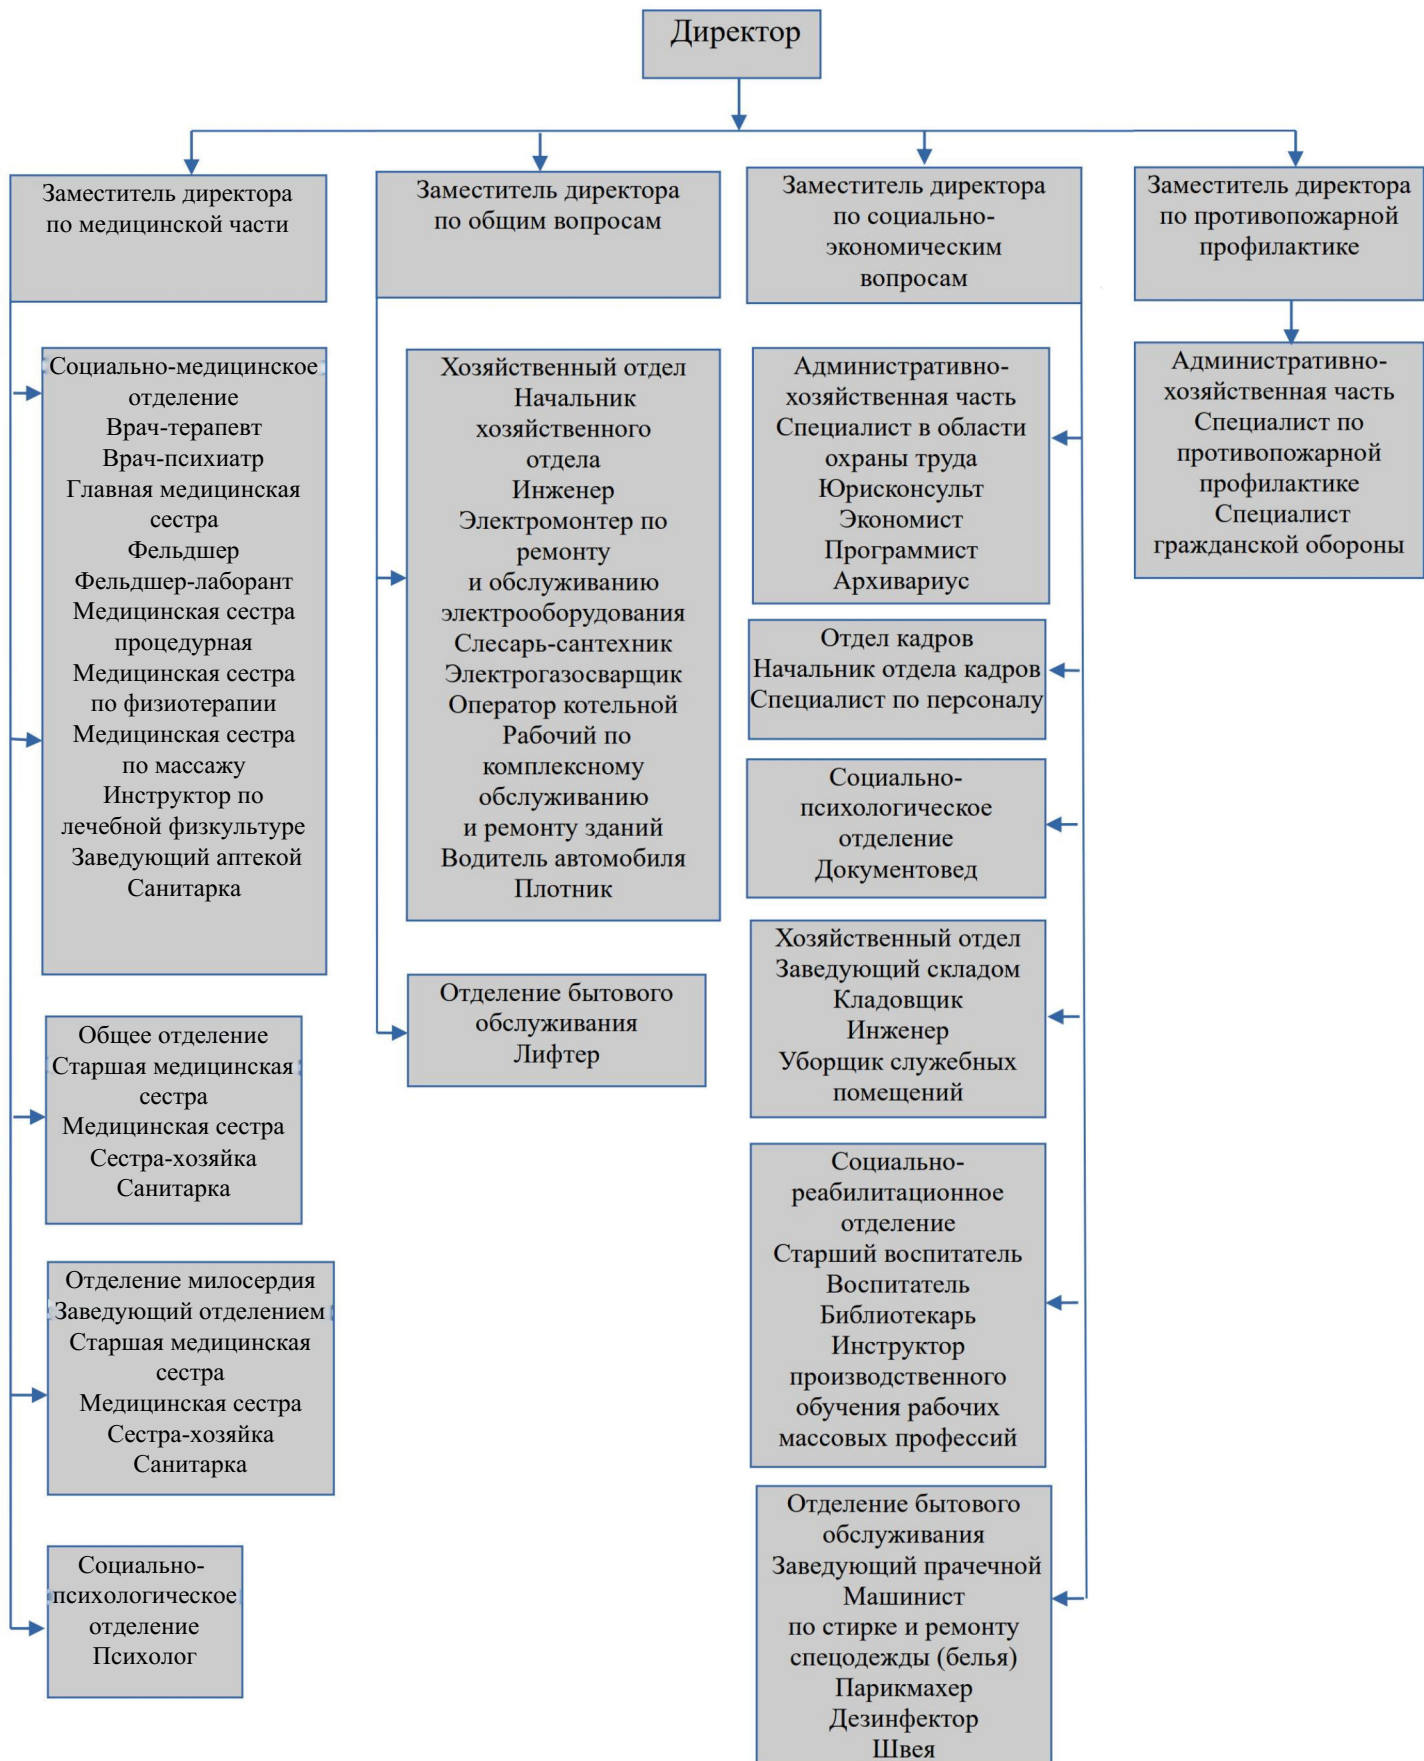 Директор
Заместитель директора
по медицинской части
Заместитель директора
по общим вопросам
Заместитель директора
по социально-
экономическим
вопросам
Заместитель директора
по противопожарной
профилактике
Социально-медицинское
отделение
Врач-терапевт
Врач-психиатр
Главная медицинская
сестра
Фельдшер
Фельдшер-лаборант
Медицинская сестра
процедурная
Медицинская сестра
по физиотерапии
Медицинская сестра
по массажу
Инструктор по
лечебной физкультуре
Заведующий аптекой
Санитарка
Общее отделение
Старшая медицинская
сестра
Медицинская сестра
Сестра-хозяйка
Санитарка
Отделение милосердия
Заведующий отделением
Старшая медицинская
сестра
Медицинская сестра
Сестра-хозяйка
Санитарка
Социально-
психологическое
отделение
Психолог
Хозяйственный отдел
Начальник
хозяйственного
отдела
Инженер
Электромонтер по
ремонту
и обслуживанию
электрооборудования
Слесарь-сантехник
Электрогазосварщик
Оператор котельной
Рабочий по
комплексному
обслуживанию
и ремонту зданий
Водитель автомобиля
Плотник
Отделение бытового
обслуживания
Лифтер
Административно-
хозяйственная часть
Специалист в области
охраны труда
Юрисконсульт
Экономист
Программист
Архивариус
Отдел кадров
Начальник отдела кадров
Специалист по персоналу
Социально-
психологическое
отделение
Документовед
Хозяйственный отдел
Заведующий складом
Кладовщик
Инженер
Уборщик служебных
помещений
Социально-
реабилитационное
отделение
Старший воспитатель
Воспитатель
Библиотекарь
Инструктор
производственного
обучения рабочих
массовых профессий
Отделение бытового
обслуживания
Заведующий прачечной
Машинист
по стирке и ремонту
спецодежды (белья)
Парикмахер
Дезинфектор
Швея
Административно-
хозяйственная часть
Специалист по
противопожарной
профилактике
Специалист
гражданской обороны